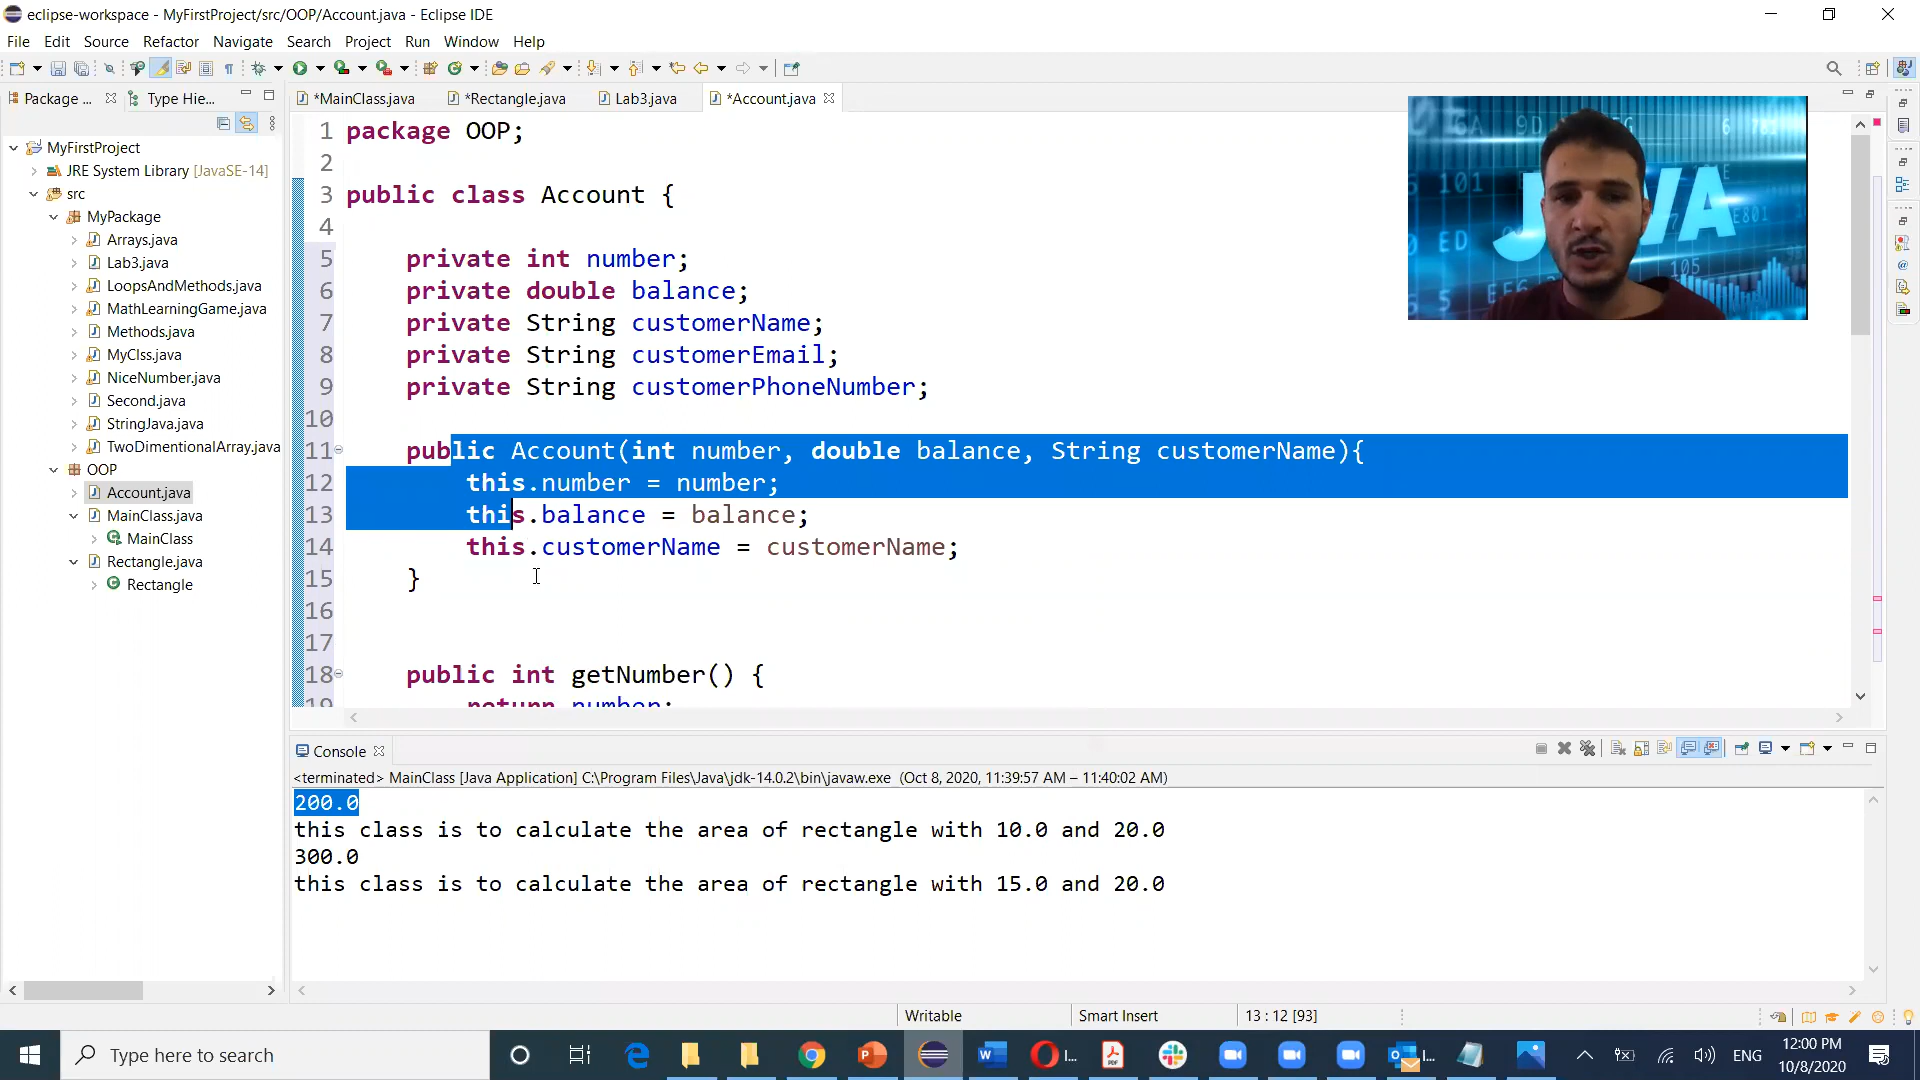 eclipse-workspace - MyFirstProject/src/OOP/Account.java - Eclipse IDE
File Edit Source Refactor Navigate Search Project Run Window Help
Package ... Type Hie...
*MainClass.java *Rectangle.java Lab3.java *Account.java
MyFirstProject
JRE System Library [JavaSE-14]
src
MyPackage
Arrays.java
Lab3.java
LoopsAndMethods.java
MathLearningGame.java
Methods.java
MyClss.java
NiceNumber.java
Second.java
StringJava.java
TwoDimentionalArray.java
OOP
Account.java
MainClass.java
MainClass
Rectangle.java
Rectangle
1 package OOP;
2
3 public class Account {
4
5 private int number;
6 private double balance;
7 private String customerName;
8 private String customerEmail;
9 private String customerPhoneNumber;
10
11 public Account(int number, double balance, String customerName){
12 this.number = number;
13 this.balance = balance;
14 this.customerName = customerName;
15 }
16
17
18 public int getNumber() {
19 return number;
JAVA
Console
<terminated> MainClass [Java Application] C:\Program Files\Java\jdk-14.0.2\bin\javaw.exe (Oct 8, 2020, 11:39:57 AM – 11:40:02 AM)
200.0
this class is to calculate the area of rectangle with 10.0 and 20.0
300.0
this class is to calculate the area of rectangle with 15.0 and 20.0
Writable Smart Insert 13 : 12 [93]
Type here to search
I... I...
ENG
12:00 PM
10/8/2020